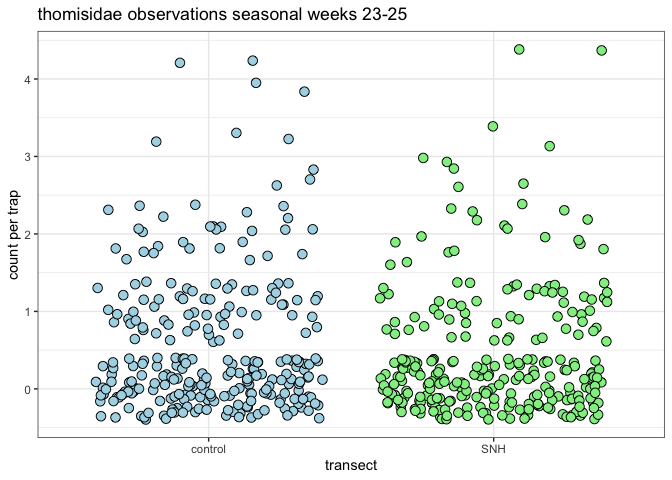 thomisidae observations seasonal weeks 23-25
count per trap
4
3
2
1
0
control SNH
transect